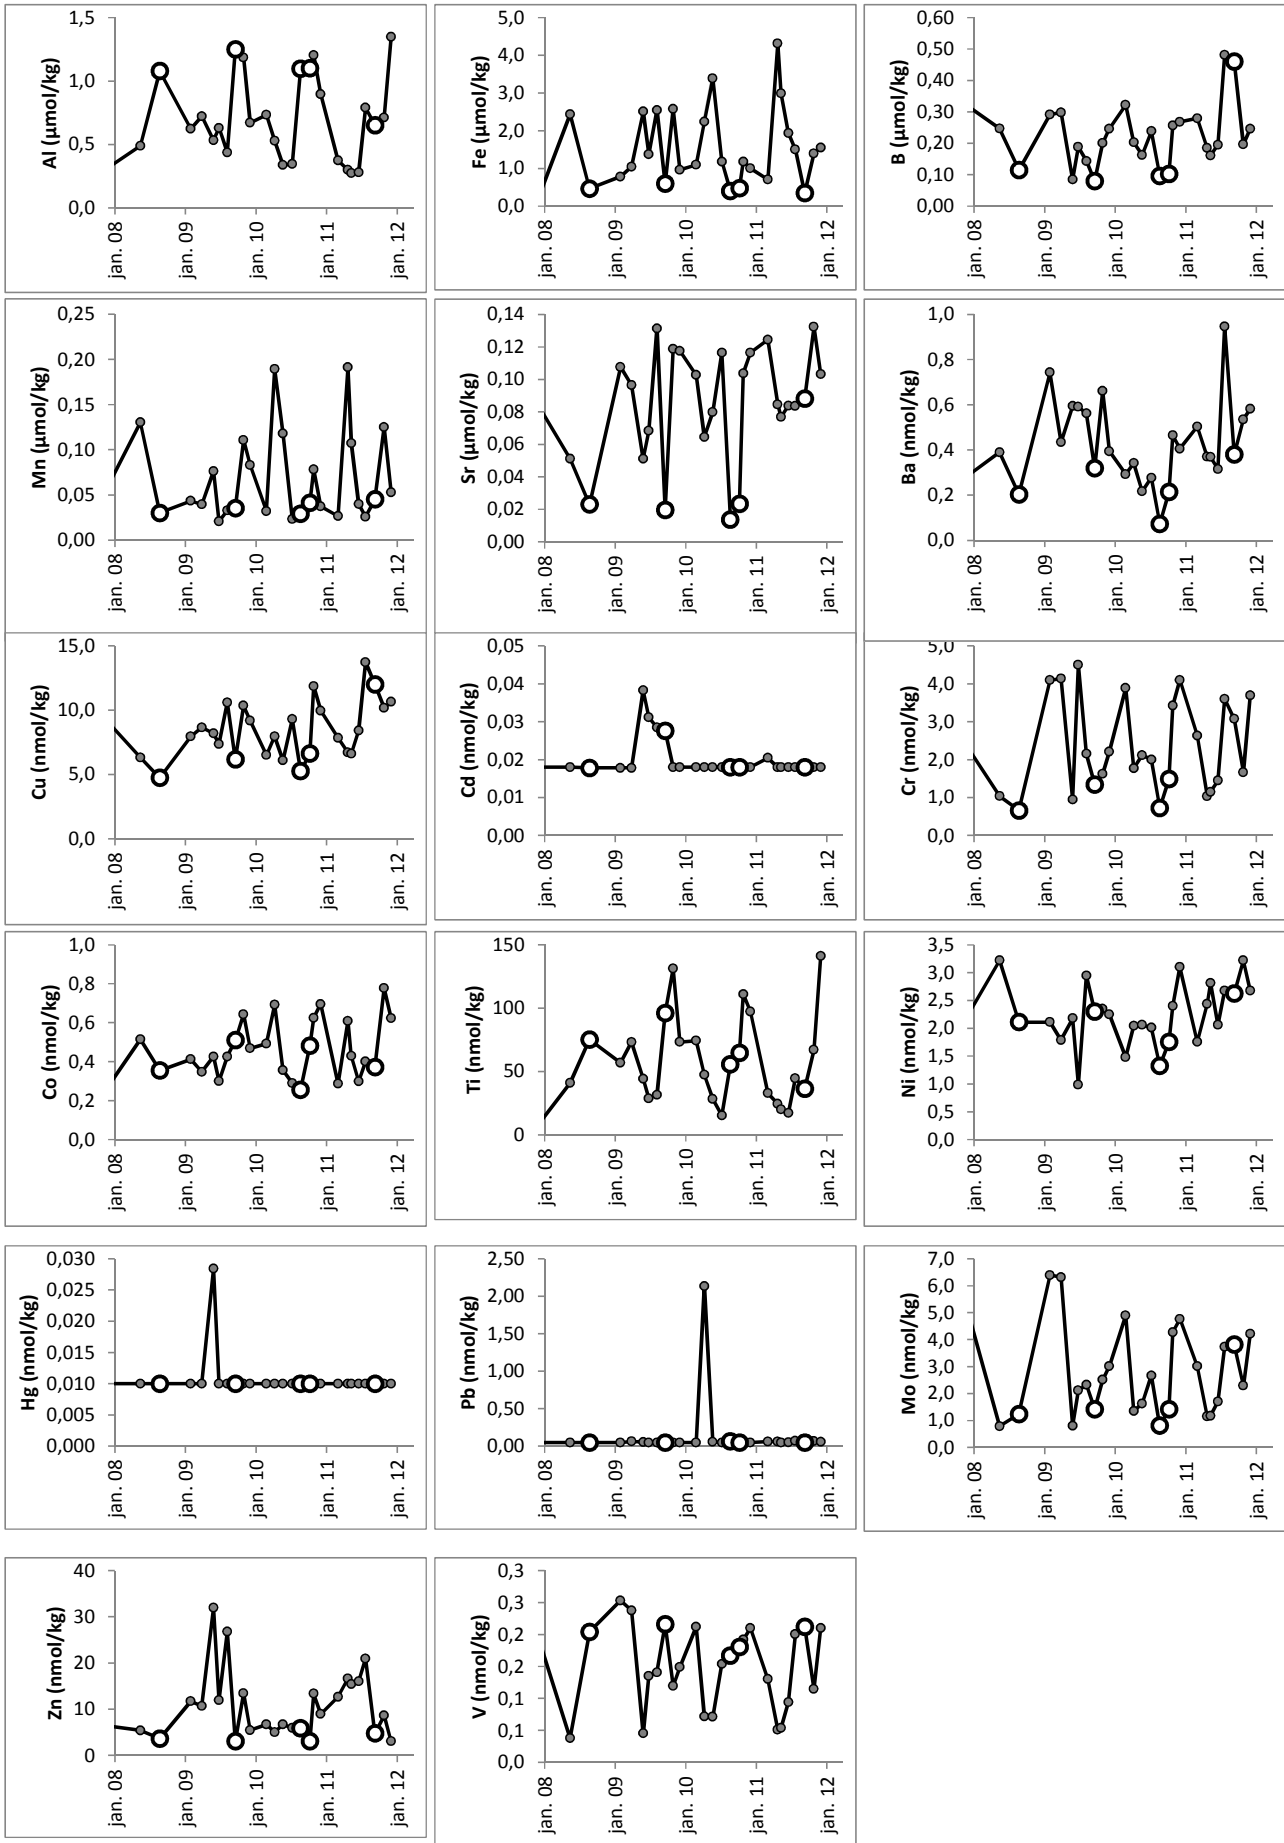 Al (µmol/kg)
1,5
1,0
0,5
0,0
jan. 08
jan. 09
jan. 10
jan. 11
jan. 12
Fe (µmol/kg)
5,0
4,0
3,0
2,0
1,0
0,0
jan. 08
jan. 09
jan. 10
jan. 11
jan. 12
B (µmol/kg)
0,60
0,50
0,40
0,30
0,20
0,10
0,00
jan. 08
jan. 09
jan. 10
jan. 11
jan. 12
Mn (µmol/kg)
0,25
0,20
0,15
0,10
0,05
0,00
jan. 08
jan. 09
jan. 10
jan. 11
jan. 12
Sr (µmol/kg)
0,14
0,12
0,10
0,08
0,06
0,04
0,02
0,00
jan. 08
jan. 09
jan. 10
jan. 11
jan. 12
Ba (nmol/kg)
1,0
0,8
0,6
0,4
0,2
0,0
jan. 08
jan. 09
jan. 10
jan. 11
jan. 12
Cu (nmol/kg)
15,0
10,0
5,0
0,0
jan. 08
jan. 09
jan. 10
jan. 11
jan. 12
Cd (nmol/kg)
0,05
0,04
0,03
0,02
0,01
0,00
jan. 08
jan. 09
jan. 10
jan. 11
jan. 12
Cr (nmol/kg)
5,0
4,0
3,0
2,0
1,0
0,0
jan. 08
jan. 09
jan. 10
jan. 11
jan. 12
Co (nmol/kg)
1,0
0,8
0,6
0,4
0,2
0,0
jan. 08
jan. 09
jan. 10
jan. 11
jan. 12
Ti (nmol/kg)
150
100
50
0
jan. 08
jan. 09
jan. 10
jan. 11
jan. 12
Ni (nmol/kg)
3,5
3,0
2,5
2,0
1,5
1,0
0,5
0,0
jan. 08
jan. 09
jan. 10
jan. 11
jan. 12
Hg (nmol/kg)
0,030
0,025
0,020
0,015
0,010
0,005
0,000
jan. 08
jan. 09
jan. 10
jan. 11
jan. 12
Pb (nmol/kg)
2,50
2,00
1,50
1,00
0,50
0,00
jan. 08
jan. 09
jan. 10
jan. 11
jan. 12
Mo (nmol/kg)
7,0
6,0
5,0
4,0
3,0
2,0
1,0
0,0
jan. 08
jan. 09
jan. 10
jan. 11
jan. 12
Zn (nmol/kg)
40
30
20
10
0
jan. 08
jan. 09
jan. 10
jan. 11
jan. 12
V (nmol/kg)
0,3
0,3
0,2
0,2
0,1
0,1
0,0
jan. 08
jan. 09
jan. 10
jan. 11
jan. 12